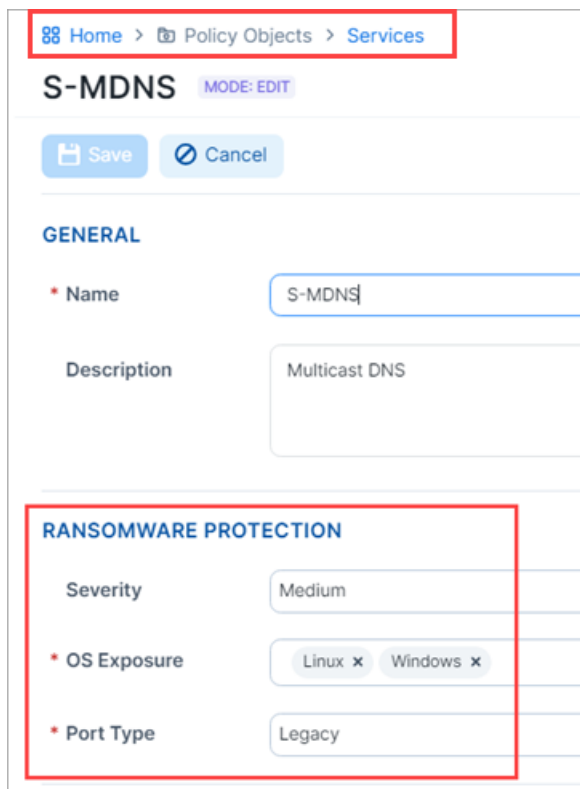 Home > Policy Objects > Services
S-MDNS MODE: EDIT
Save Cancel
GENERAL
* Name S-MDNS
Description Multicast DNS
RANSOMWARE PROTECTION
Severity Medium
* OS Exposure Linux × Windows ×
* Port Type Legacy